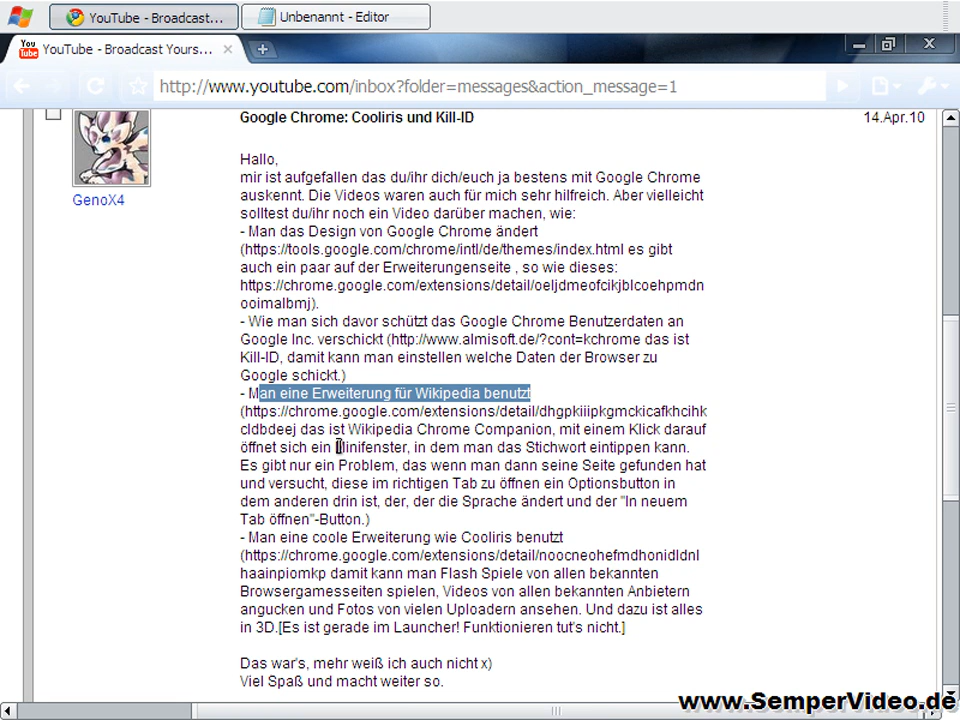 YouTube - Broadcast...
Unbenannt - Editor
You
Tube
YouTube - Broadcast Yours...
http://www.youtube.com/inbox?folder=messages&action_message=1
Google Chrome: Cooliris und Kill-ID
14.Apr.10
GenoX4
Hallo,
mir ist aufgefallen das du/ihr dich/euch ja bestens mit Google Chrome
auskennt. Die Videos waren auch für mich sehr hilfreich. Aber vielleicht
solltest du/ihr noch ein Video darüber machen, wie:
- Man das Design von Google Chrome ändert
(https://tools.google.com/chrome/intl/de/themes/index.html es gibt
auch ein paar auf der Erweiterungenseite , so wie dieses:
https://chrome.google.com/extensions/detail/oeljdmeofcikjblcoehpmdn
ooimalbmj).
- Wie man sich davor schützt das Google Chrome Benutzerdaten an
Google Inc. verschickt (http://www.almisoft.de/?cont=kchrome das ist
Kill-ID, damit kann man einstellen welche Daten der Browser zu
Google schickt.)
- Man eine Erweiterung für Wikipedia benutzt
(https://chrome.google.com/extensions/detail/dhgpkiiipkgmckicafkhcihk
cldbdeej das ist Wikipedia Chrome Companion, mit einem Klick darauf
öffnet sich ein Minifenster, in dem man das Stichwort eintippen kann.
Es gibt nur ein Problem, das wenn man dann seine Seite gefunden hat
und versucht, diese im richtigen Tab zu öffnen ein Optionsbutton in
dem anderen drin ist, der, der die Sprache ändert und der "In neuem
Tab öffnen"-Button.)
- Man eine coole Erweiterung wie Cooliris benutzt
(https://chrome.google.com/extensions/detail/noocneohefmdhonidldnl
haainpiomkp damit kann man Flash Spiele von allen bekannten
Browsergamesseiten spielen, Videos von allen bekannten Anbietern
angucken und Fotos von vielen Uploadern ansehen. Und dazu ist alles
in 3D.[Es ist gerade im Launcher! Funktionieren tut's nicht.]
Das war's, mehr weiß ich auch nicht x)
Viel Spaß und macht weiter so.
www.SemperVideo.de